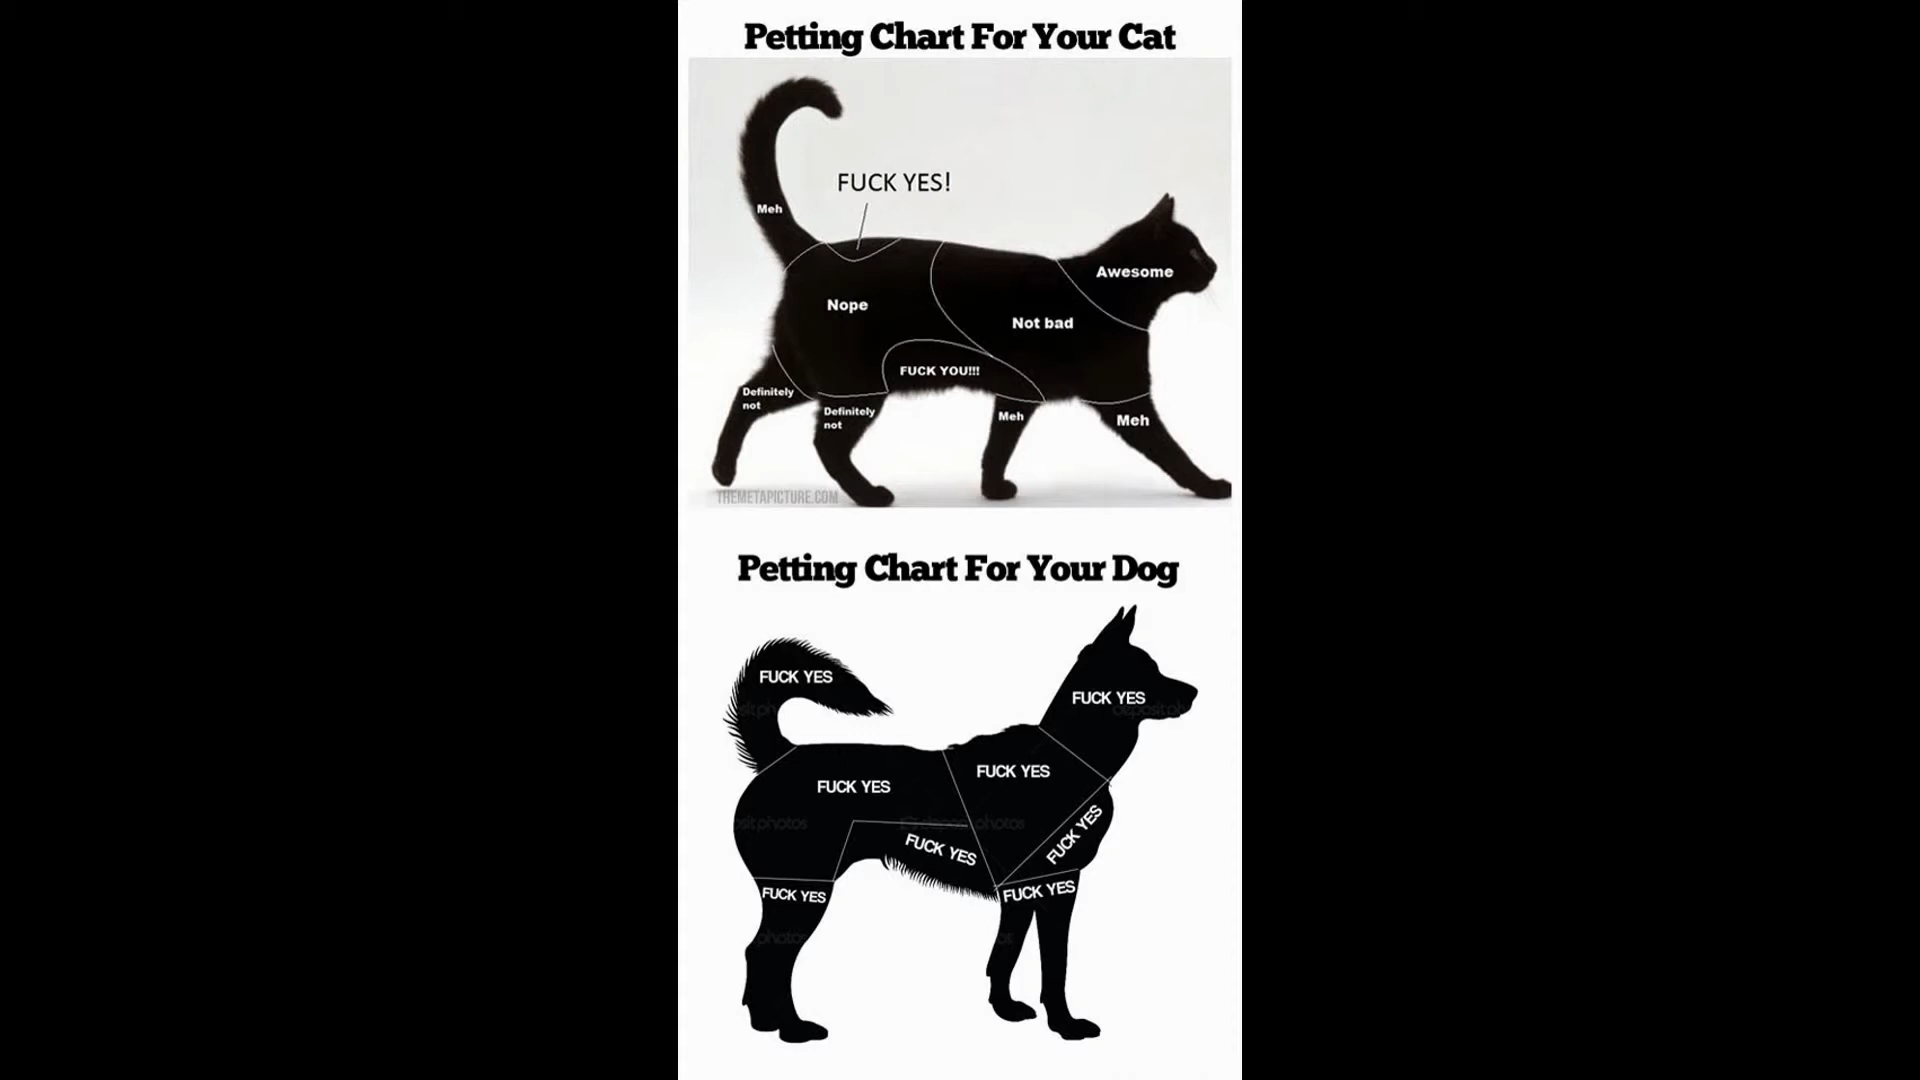 Petting Chart For Your Cat
FUCK YES!
Meh
Awesome
Nope
Not bad
FUCK YOU!!!
Definitely
not
Definitely
not
Meh
Meh
THEMETAPICTURE.COM
Petting Chart For Your Dog
FUCK YES
FUCK YES
FUCK YES
FUCK YES
FUCK YES
FUCK YES
FUCK YES
FUCK YES